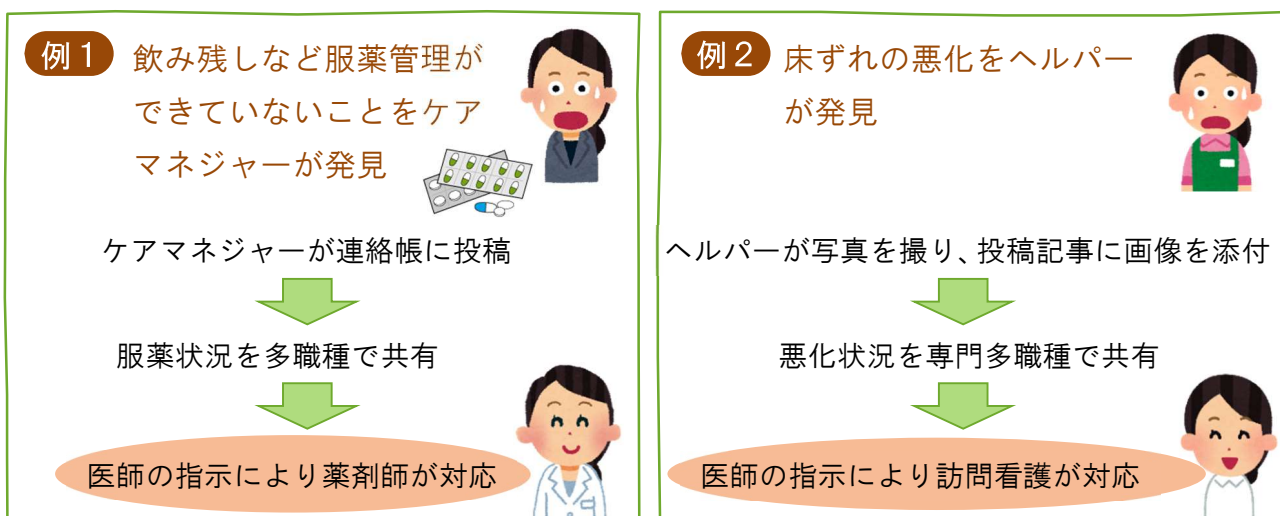 例1
飲み残しなど服薬管理が
できていないことをケア
マネジャーが発見
ケアマネジャーが連絡帳に投稿
服薬状況を多職種で共有
医師の指示により薬剤師が対応
例2
床ずれの悪化をヘルパー
が発見
ヘルパーが写真を撮り、投稿記事に画像を添付
悪化状況を専門多職種で共有
医師の指示により訪問看護が対応